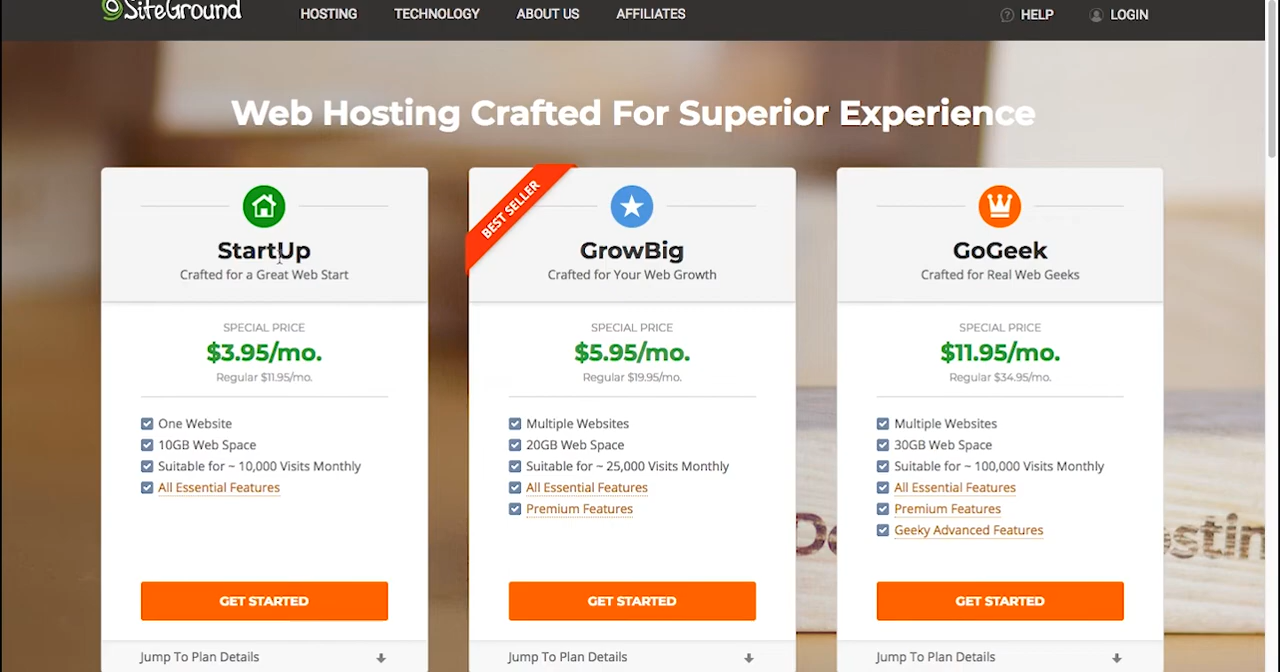 SiteGround
HOSTING
TECHNOLOGY
ABOUT US
AFFILIATES
HELP
LOGIN
Web Hosting Crafted For Superior Experience
StartUp
Crafted for a Great Web Start
SPECIAL PRICE
$3.95/mo.
Regular $11.95/mo.
One Website
10GB Web Space
Suitable for ~ 10,000 Visits Monthly
All Essential Features
GET STARTED
Jump To Plan Details
BEST SELLER
GrowBig
Crafted for Your Web Growth
SPECIAL PRICE
$5.95/mo.
Regular $19.95/mo.
Multiple Websites
20GB Web Space
Suitable for ~ 25,000 Visits Monthly
All Essential Features
Premium Features
GET STARTED
Jump To Plan Details
GoGeek
Crafted for Real Web Geeks
SPECIAL PRICE
$11.95/mo.
Regular $34.95/mo.
Multiple Websites
30GB Web Space
Suitable for ~ 100,000 Visits Monthly
All Essential Features
Premium Features
Geeky Advanced Features
GET STARTED
Jump To Plan Details